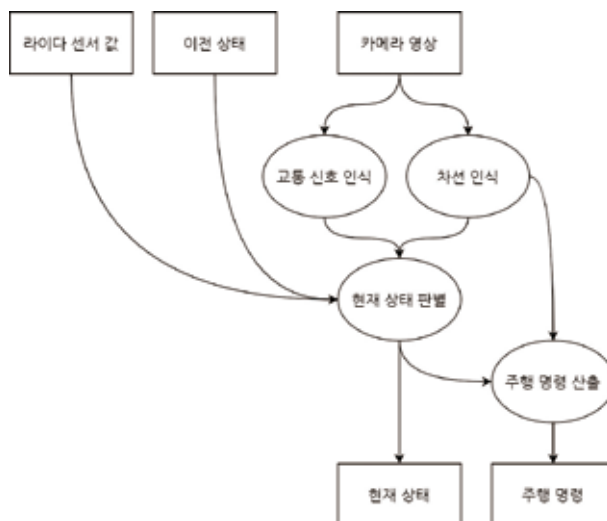 라이다 센서 값
이전 상태
카메라 영상
교통 신호 인식
차선 인식
현재 상태 판별
주행 명령 산출
현재 상태
주행 명령